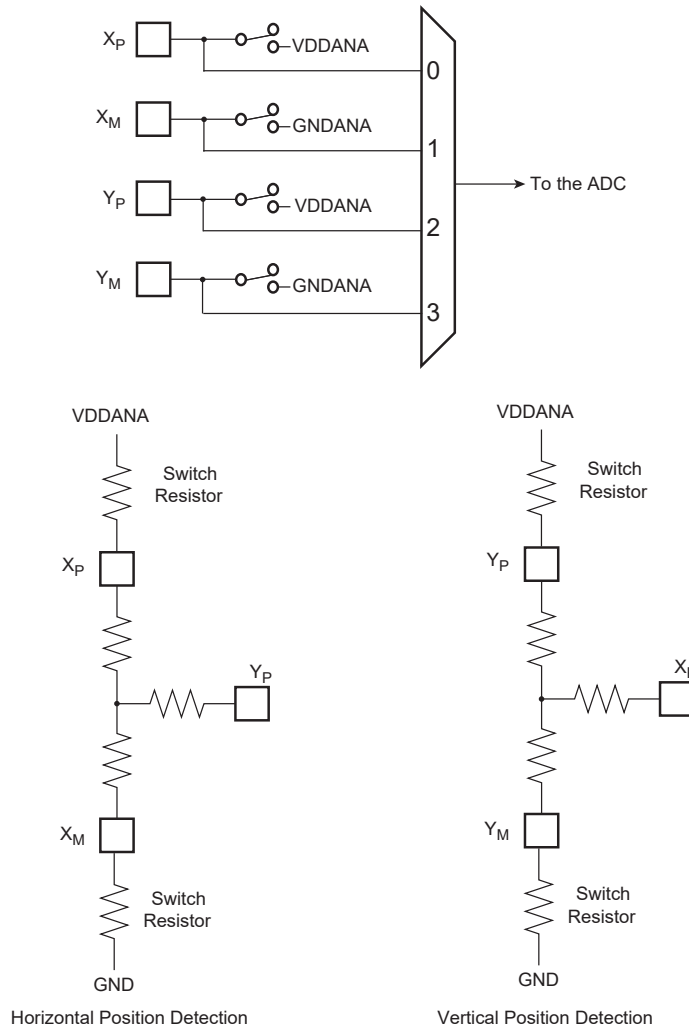 XP
VDDANA
0
XM
GNDANA
1
To the ADC
YP
VDDANA
2
YM
GNDANA
3
VDDANA
Switch
Resistor
XP
YP
XM
Switch
Resistor
GND
Horizontal Position Detection
VDDANA
Switch
Resistor
YP
YM
Switch
Resistor
GND
Vertical Position Detection